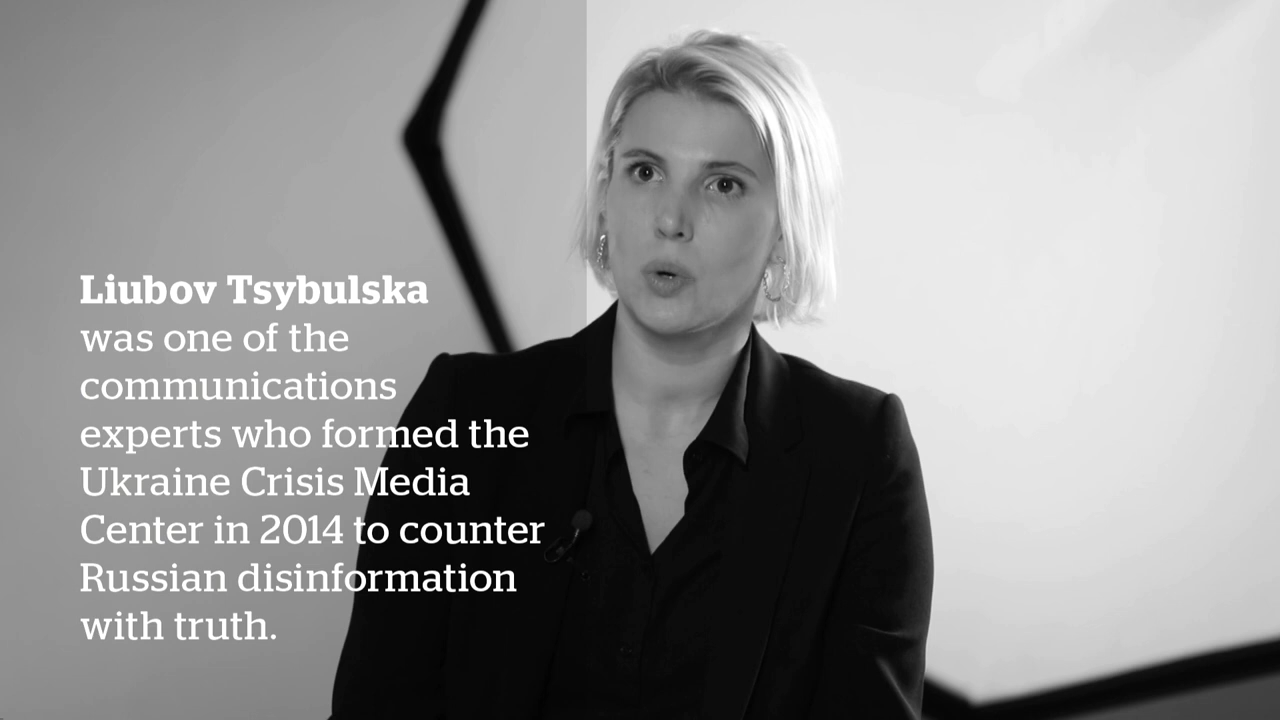 Liubov Tsybulska
was one of the
communications
experts who formed the
Ukraine Crisis Media
Center in 2014 to counter
Russian disinformation
with truth.